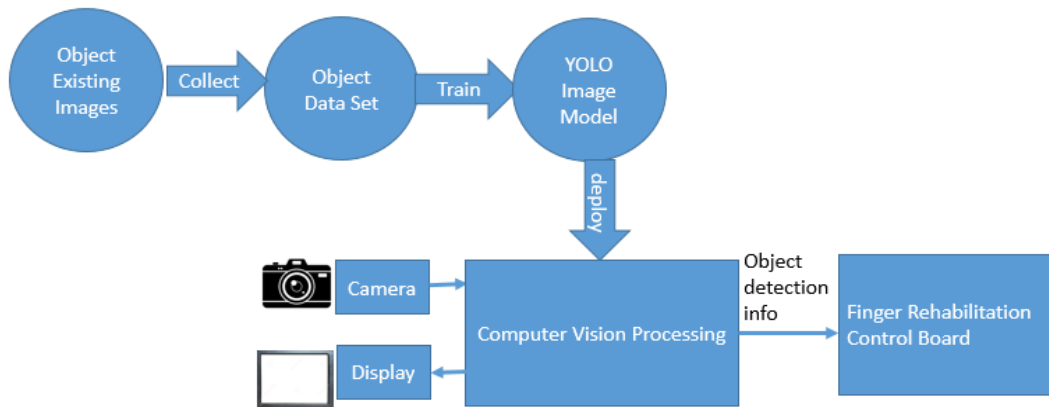 Object
Existing
Images
Collect
Object
Data Set
Train
YOLO
Image
Model
deploy
Camera
Display
Computer Vision Processing
Object
detection
info
Finger Rehabilitation
Control Board